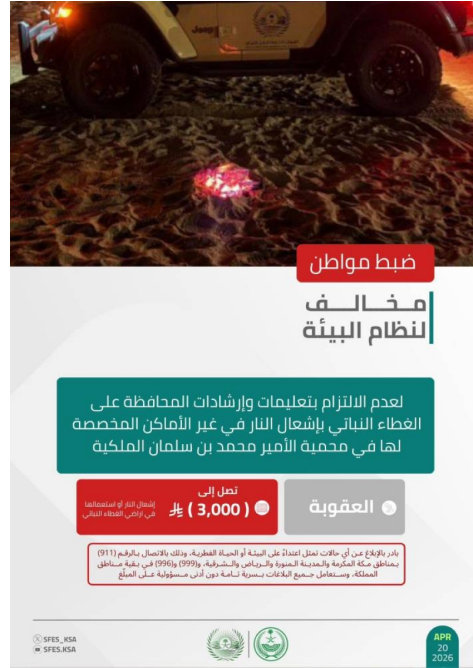 Jeep
ضبط مواطن
مخالف
لنظام البيئة
لعدم الالتزام بتعليمات وإرشادات المحافظة على
الغطاء النباتي بإشعال النار في غير الأماكن المخصصة
لها في محمية الأمير محمد بن سلمان الملكية
العقوبة
تصل إلى
( 3,000 )
إشعال النار أو استعمالها
في أراضي الغطاء النباتي
بادر بالإبلاغ عن أي حالات تمثل اعتداءً على البيئة أو الحياة الفطرية، وذلك بالاتصال بالرقم (911)
بمناطق مكة المكرمة والمدينة المنورة والرياض والشرقية، و(999) و(996) في بقية مناطق
المملكة، وستعامل جميع البلاغات بسرية تامة دون أدنى مسؤولية على المبلّغ
SFES_KSA
SFES.KSA
APR
20
2026